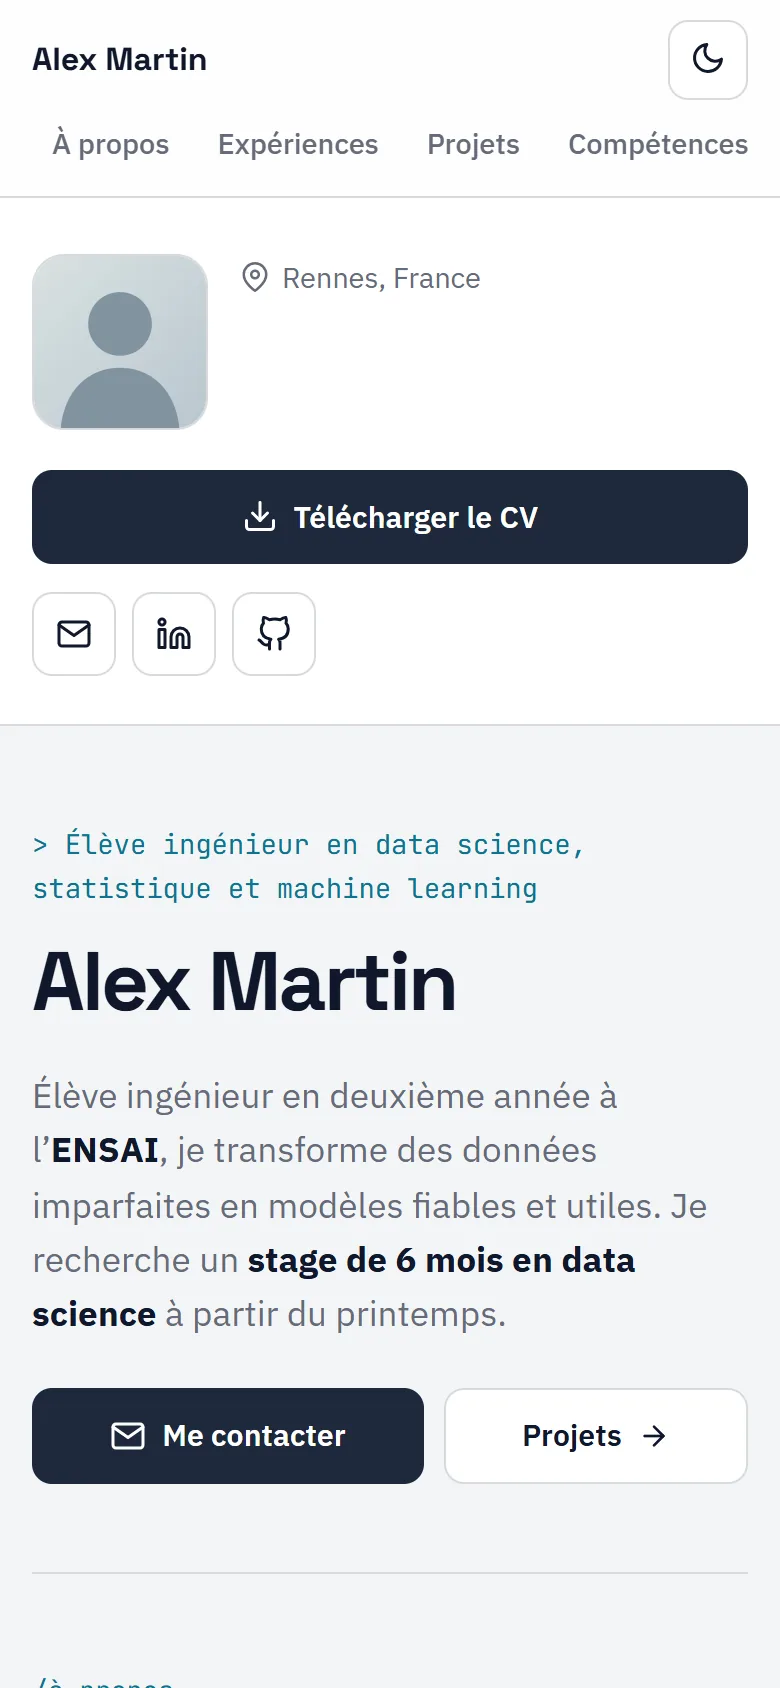 Alex Martin
À propos Expériences Projets Compétences
Rennes, France
Télécharger le CV
> Élève ingénieur en data science,
statistique et machine learning
Alex Martin
Élève ingénieur en deuxième année à
l’ENSAI, je transforme des données
imparfaites en modèles fiables et utiles. Je
recherche un stage de 6 mois en data
science à partir du printemps.
Me contacter
Projets
/à propos